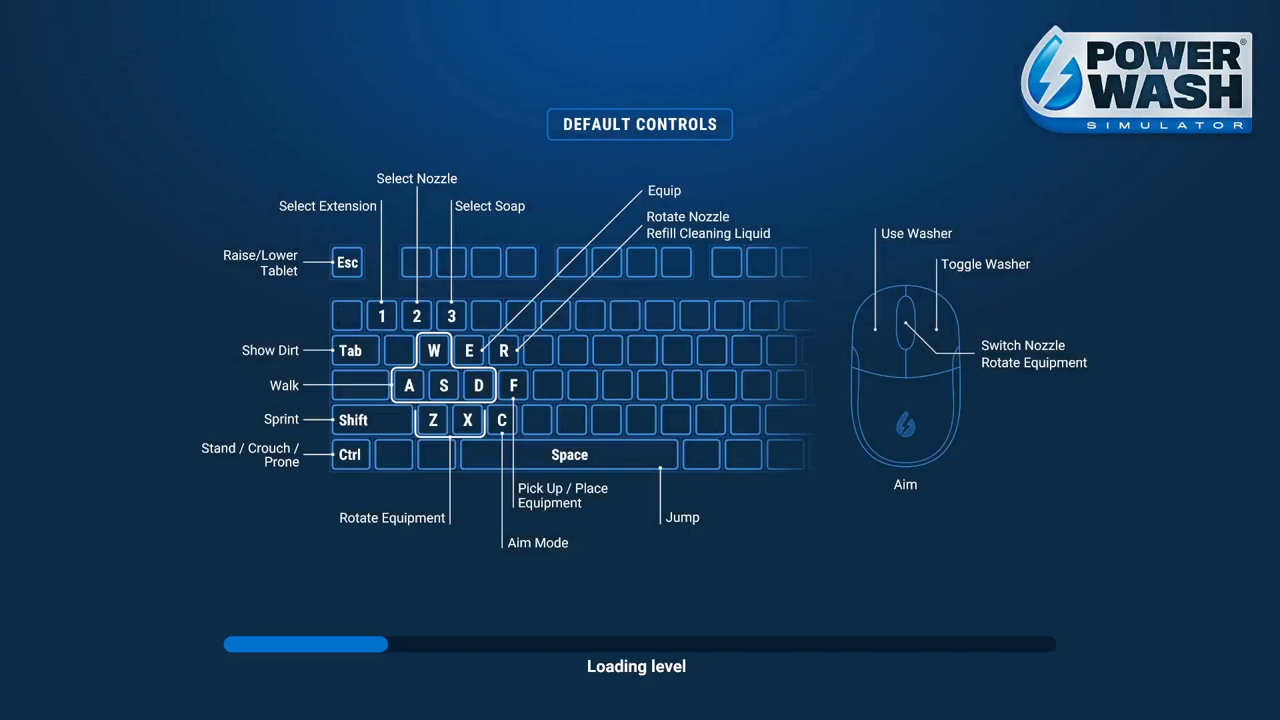 POWER
WASH
SIMULATOR
®
DEFAULT CONTROLS
Select Nozzle
Select Extension
Select Soap
Equip
Rotate Nozzle
Refill Cleaning Liquid
Raise/Lower
Tablet
Esc
1
2
3
Show Dirt
Tab
W
E
R
Walk
A
S
D
F
Sprint
Shift
Z
X
C
Stand / Crouch /
Prone
Ctrl
Space
Pick Up / Place
Equipment
Rotate Equipment
Jump
Aim Mode
Use Washer
Toggle Washer
Switch Nozzle
Rotate Equipment
Aim
Loading level